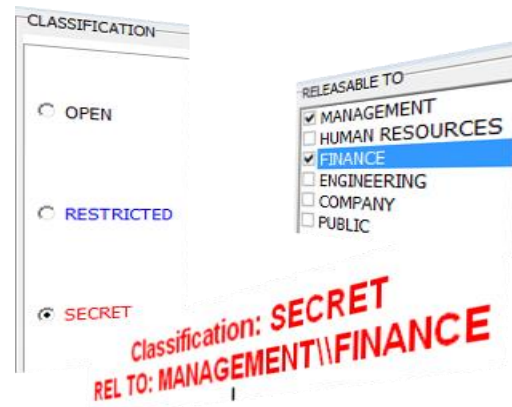 CLASSIFICATION
OPEN
RESTRICTED
SECRET
RELEASABLE TO
MANAGEMENT
HUMAN RESOURCES
FINANCE
ENGINEERING
COMPANY
PUBLIC
Classification: SECRET
REL TO: MANAGEMENT\\FINANCE